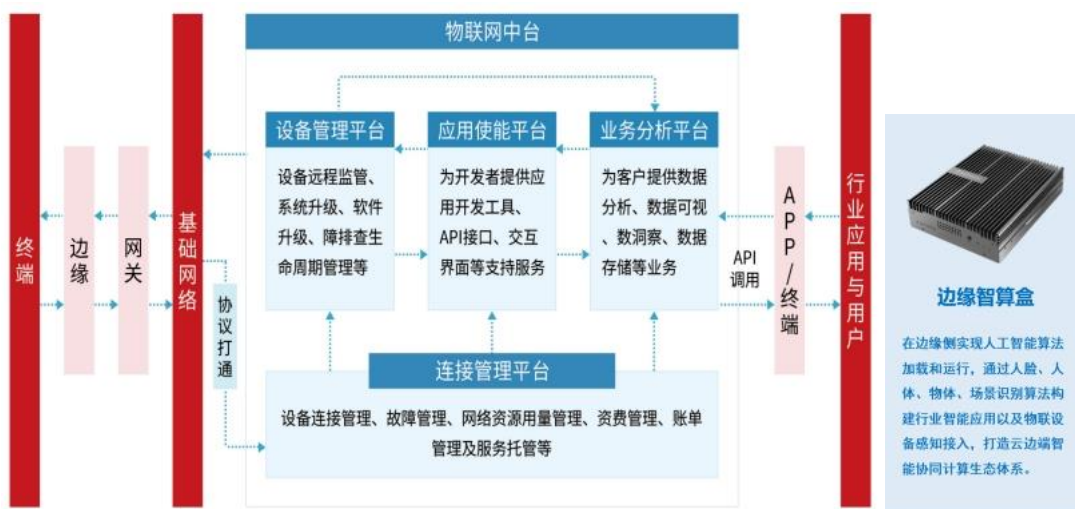 终端
边缘
网关
基础网络
协议打通
物联网中台
设备管理平台
设备远程监管、
系统升级、软件
升级、障排查生
命周期管理等
应用使能平台
为开发者提供应
用开发工具、
API接口、交互
界面等支持服务
业务分析平台
为客户提供数据
分析、数据可视
、数洞察、数据
存储等业务
连接管理平台
设备连接管理、故障管理、网络资源用量管理、资费管理、账单
管理及服务托管等
API
调用
APP/终端
行业应用与用户
边缘智算盒
在边缘侧实现人工智能算法
加载和运行，通过人脸、人
体、物体、场景识别算法构
建行业智能应用以及物联设
备感知接入，打造云边端智
能协同计算生态体系。